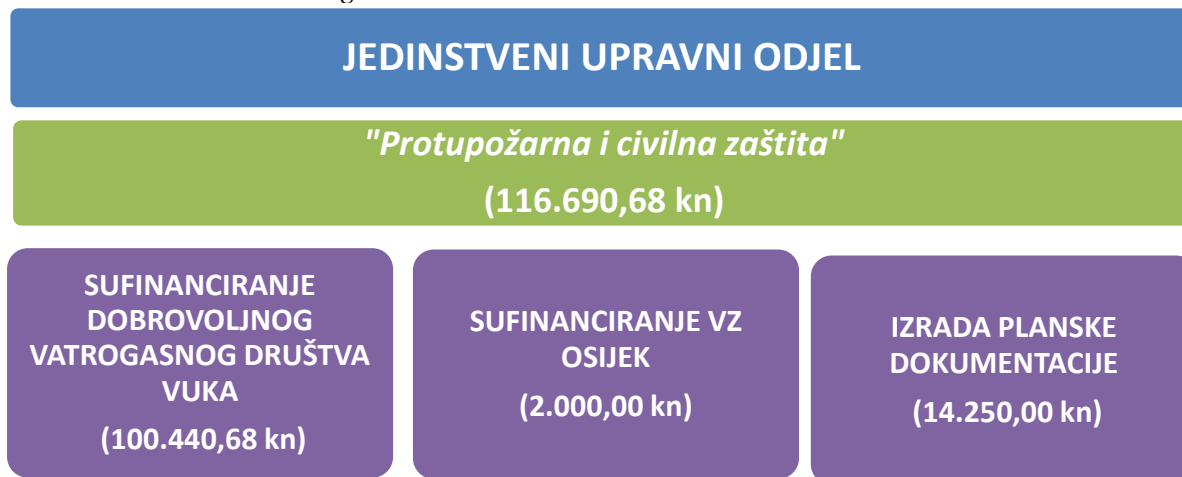 JEDINSTVENI UPRAVNI ODJEL
"Protupožarna i civilna zaštita"
(116.690,68 kn)
SUFINANCIRANJE
DOBROVOLJNOG
VATROGASNOG DRUŠTVA
VUKA
(100.440,68 kn)
SUFINANCIRANJE VZ
OSIJEK
(2.000,00 kn)
IZRADA PLANSKE
DOKUMENTACIJE
(14.250,00 kn)